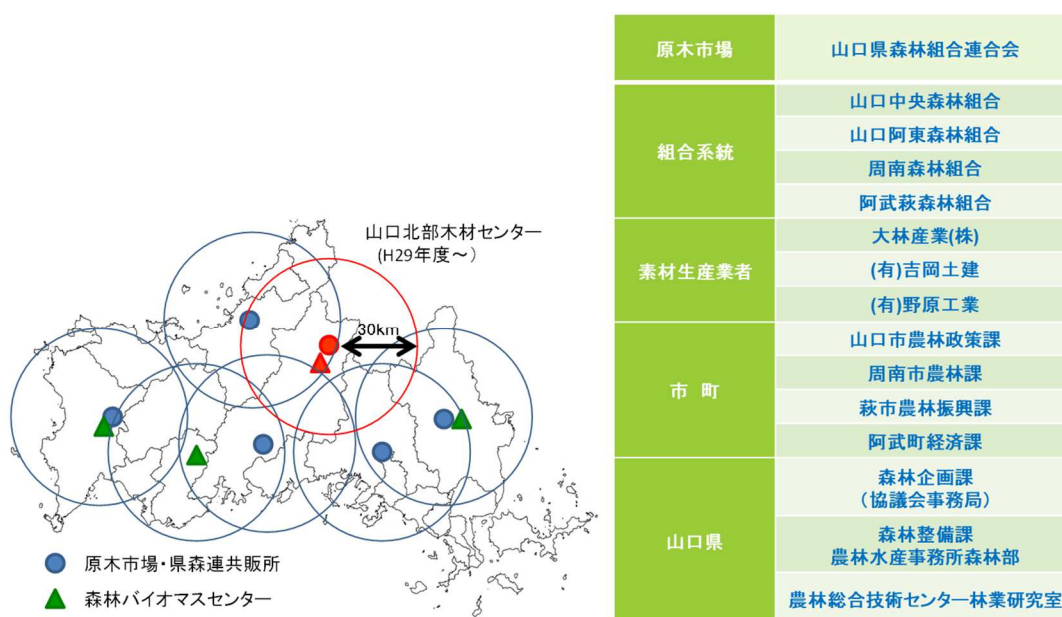 山口北部木材センター
(H29年度～)
30km
原木市場・県森連共販所
森林バイオマスセンター
原木市場
山口県森林組合連合会
組合系統
山口中央森林組合
山口阿東森林組合
周南森林組合
阿武萩森林組合
素材生産業者
大林産業(株)
(有)吉岡土建
(有)野原工業
市 町
山口市農林政策課
周南市農林課
萩市農林振興課
阿武町経済課
山口県
森林企画課
（協議会事務局）
森林整備課
農林水産事務所森林部
農林総合技術センター林業研究室